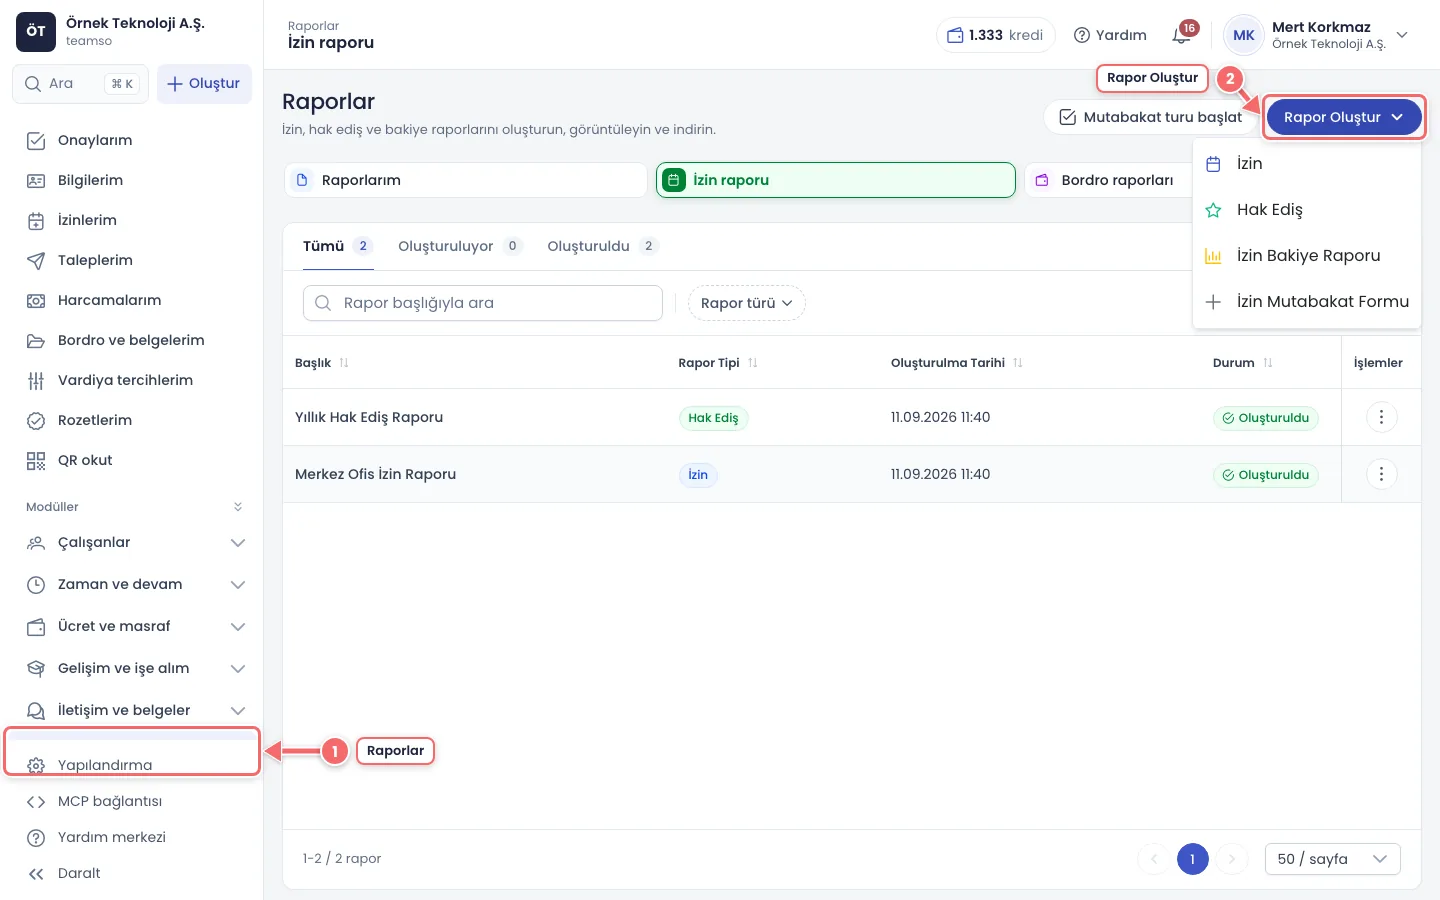 ÖT
Örnek Teknoloji A.Ş.
teamso
Ara
⌘ K
Oluştur
Onaylarım
Bilgilerim
İzinlerim
Taleplerim
Harcamalarım
Bordro ve belgelerim
Vardiya tercihlerim
Rozetlerim
QR okut
Modüller
Çalışanlar
Zaman ve devam
Ücret ve masraf
Gelişim ve işe alım
İletişim ve belgeler
Yapılandırma
MCP bağlantısı
Yardım merkezi
Daralt
1
Raporlar
Raporlar
İzin raporu
1.333 kredi
Yardım
16
MK
Mert Korkmaz
Örnek Teknoloji A.Ş.
Raporlar
İzin, hak ediş ve bakiye raporlarını oluşturun, görüntüleyin ve indirin.
Rapor Oluştur
2
Mutabakat turu başlat
Rapor Oluştur
İzin
Hak Ediş
İzin Bakiye Raporu
İzin Mutabakat Formu
Raporlarım
İzin raporu
Bordro raporları
Tümü 2
Oluşturuluyor 0
Oluşturuldu 2
Rapor başlığıyla ara
Rapor türü
Başlık Rapor Tipi Oluşturulma Tarihi Durum İşlemler
Yıllık Hak Ediş Raporu Hak Ediş 11.09.2026 11:40 Oluşturuldu
Merkez Ofis İzin Raporu İzin 11.09.2026 11:40 Oluşturuldu
1-2 / 2 rapor
1
50 / sayfa